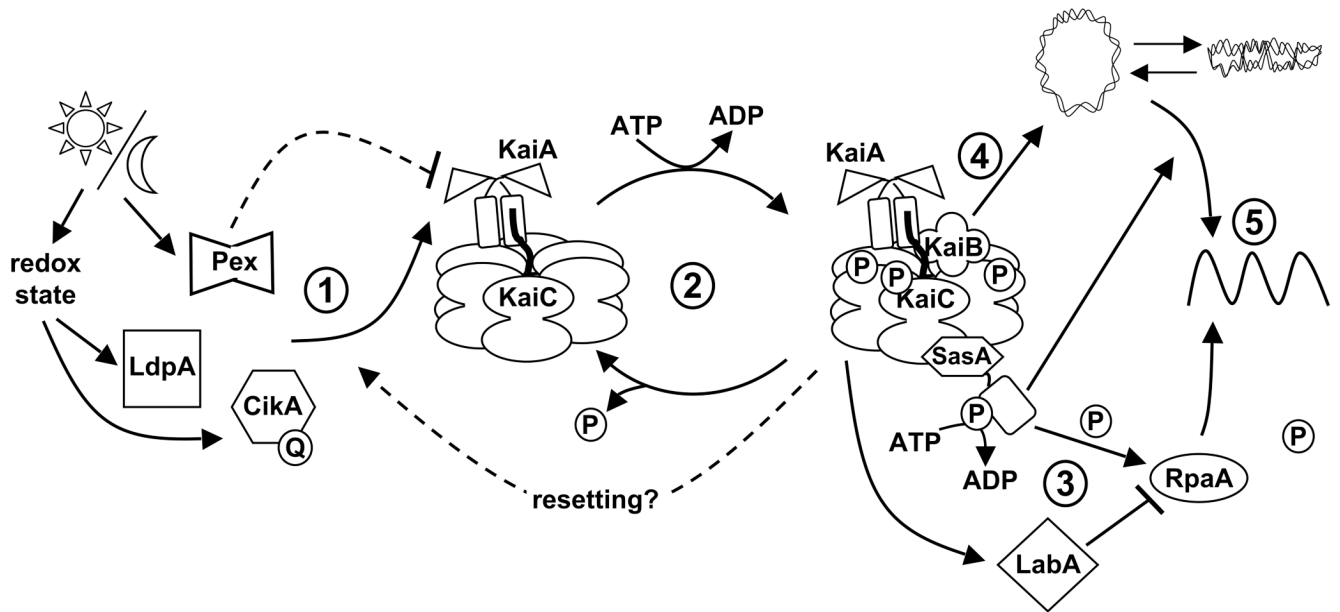 ATP
ADP
KaiA
KaiA
4
redox
state
Pex
1
KaiC
2
P
P
KaiB
P
KaiC
5
LdpA
CikA
Q
P
SasA
P
ATP
ADP
P
3
RpaA
P
resetting?
LabA